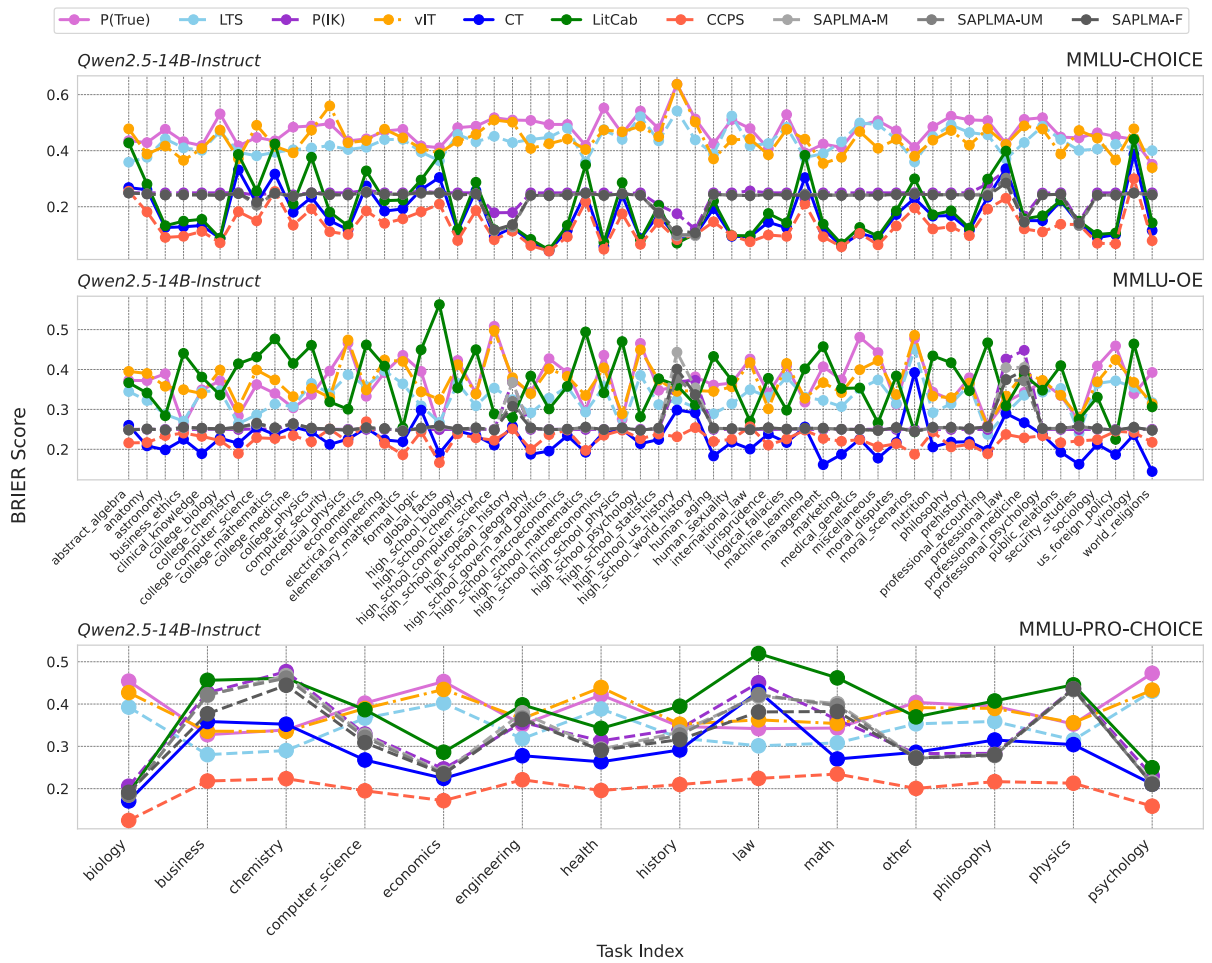 P(True) LTS P(IK) vIT CT LitCab CCPS SAPLMA-M SAPLMA-UM SAPLMA-F
Qwen2.5-14B-Instruct MMLU-CHOICE
0.6
0.4
0.2
Qwen2.5-14B-Instruct MMLU-OE
0.5
0.4
0.3
0.2
BRIER Score
abstract_algebra
anatomy
astronomy
business_ethics
clinical_knowledge
college_biology
college_chemistry
college_computer_science
college_mathematics
college_medicine
college_physics
computer_security
conceptual_physics
econometrics
electrical_engineering
elementary_mathematics
formal_logic
global_facts
high_school_biology
high_school_chemistry
high_school_computer_science
high_school_european_history
high_school_geography
high_school_govern_and_politics
high_school_macroeconomics
high_school_mathematics
high_school_microeconomics
high_school_physics
high_school_psychology
high_school_statistics
high_school_us_history
high_school_world_history
human_aging
human_sexuality
international_law
jurisprudence
logical_fallacies
machine_learning
management
marketing
medical_genetics
miscellaneous
moral_disputes
moral_scenarios
nutrition
philosophy
prehistory
professional_accounting
professional_law
professional_medicine
professional_psychology
public_relations
security_studies
sociology
us_foreign_policy
virology
world_religions
Qwen2.5-14B-Instruct MMLU-PRO-CHOICE
0.5
0.4
0.3
0.2
biology
business
chemistry
computer_science
economics
engineering
health
history
law
math
other
philosophy
physics
psychology
Task Index